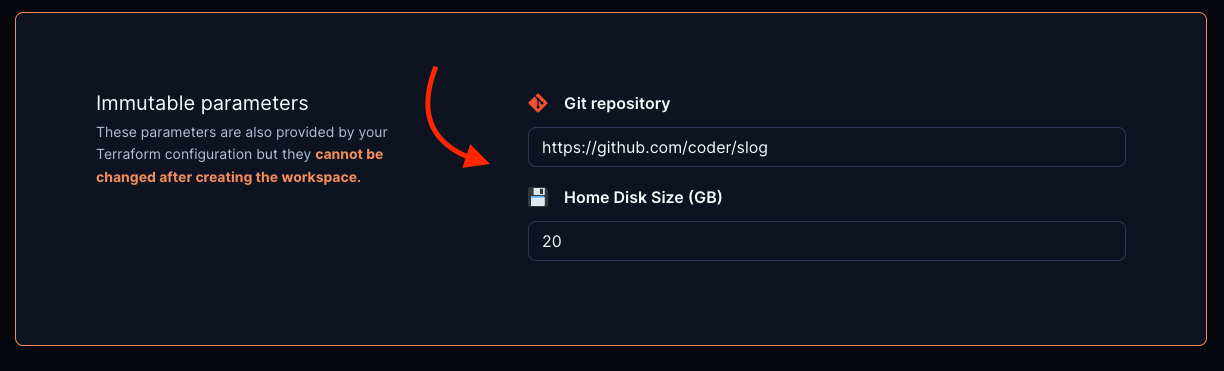 Immutable parameters
These parameters are also provided by your
Terraform configuration but they cannot be
changed after creating the workspace.
Git repository
https://github.com/coder/slog
Home Disk Size (GB)
20